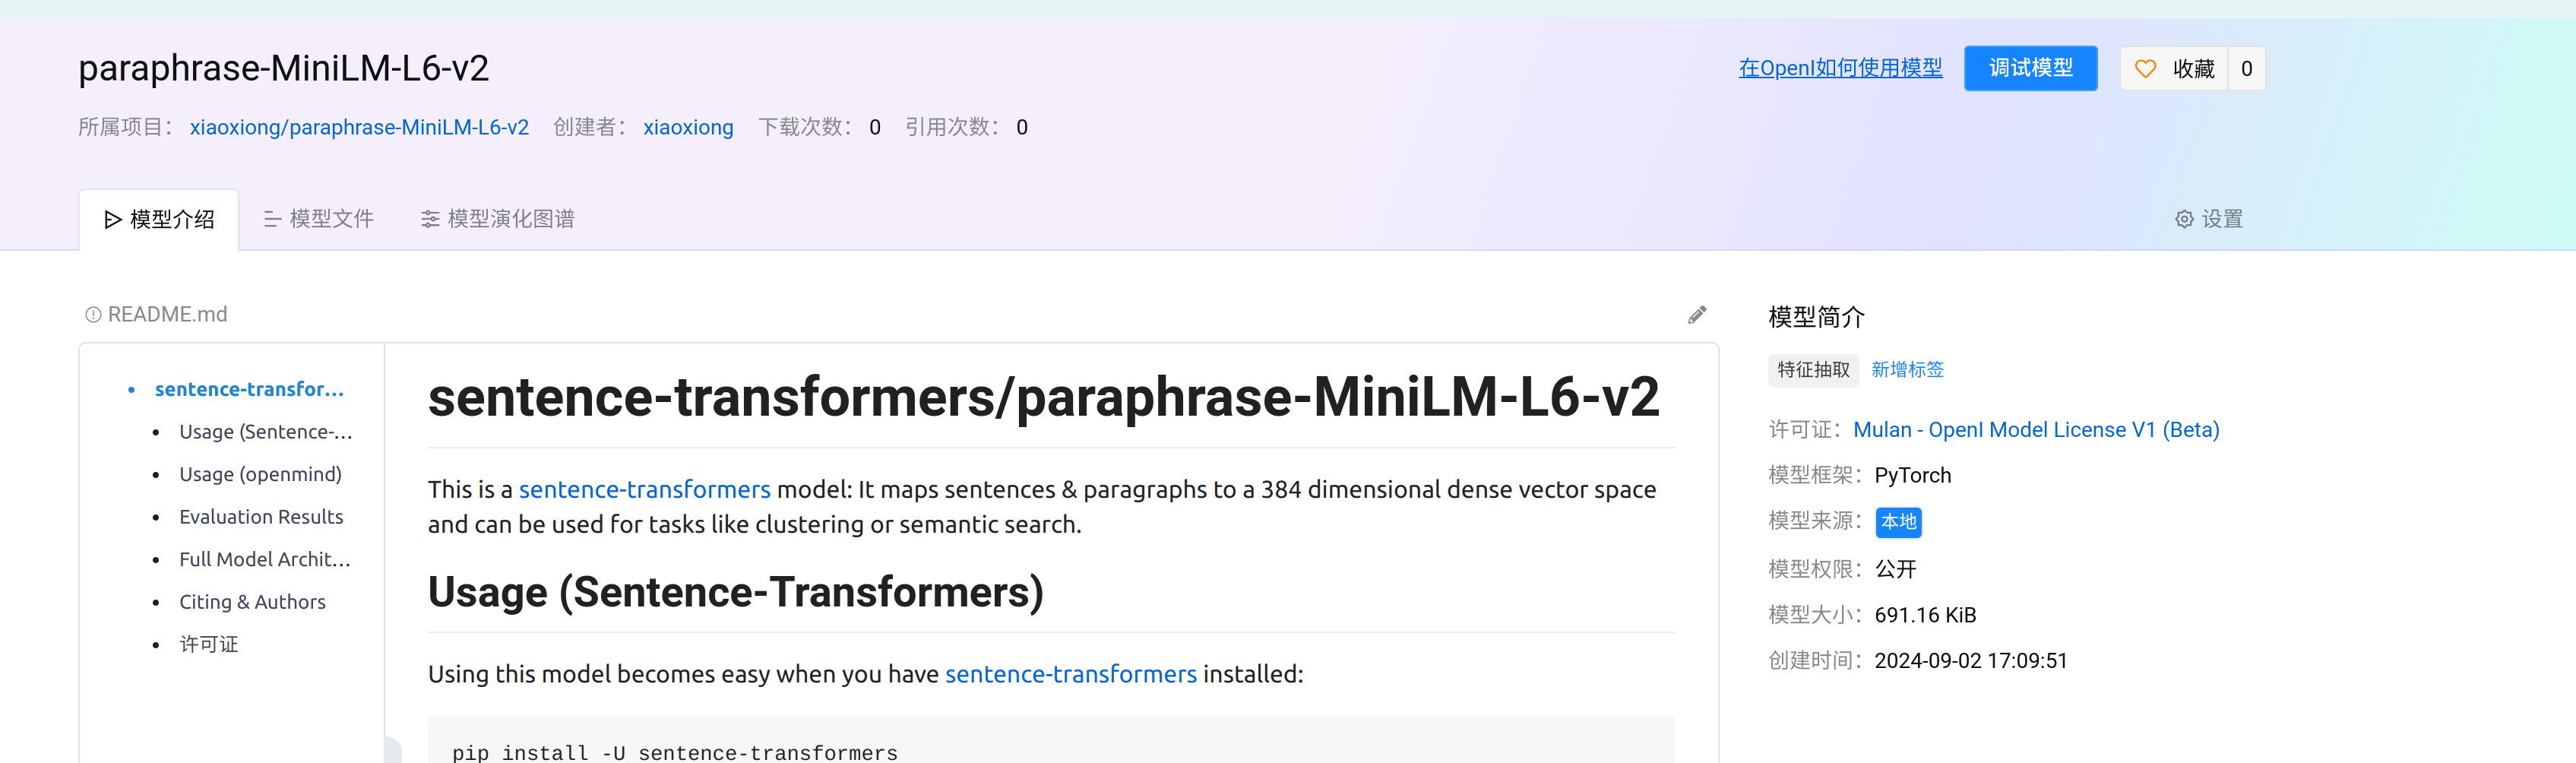 paraphrase-MiniLM-L6-v2
在OpenI如何使用模型
调试模型
收藏 0
所属项目： xiaoxiong/paraphrase-MiniLM-L6-v2 创建者： xiaoxiong 下载次数： 0 引用次数： 0
模型介绍
模型文件
模型演化图谱
设置
README.md
sentence-transfor...
Usage (Sentence-...
Usage (openmind)
Evaluation Results
Full Model Archit...
Citing & Authors
许可证
sentence-transformers/paraphrase-MiniLM-L6-v2
This is a sentence-transformers model: It maps sentences & paragraphs to a 384 dimensional dense vector space
and can be used for tasks like clustering or semantic search.
Usage (Sentence-Transformers)
Using this model becomes easy when you have sentence-transformers installed:
pip install -U sentence-transformers
模型简介
特征抽取 新增标签
许可证： Mulan - OpenI Model License V1 (Beta)
模型框架： PyTorch
模型来源： 本地
模型权限： 公开
模型大小： 691.16 KiB
创建时间： 2024-09-02 17:09:51